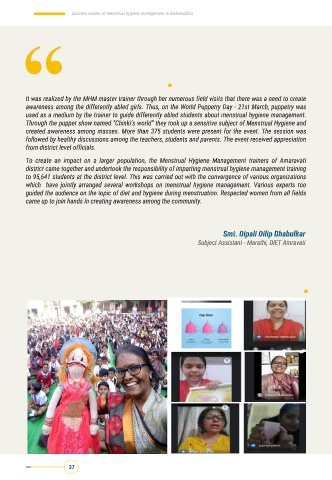 Success stories of menstrual hygiene management in Maharashtra
It was realized by the MHM master trainer through her numerous field visits that there was a need to create
awareness among the differently abled girls. Thus, on the World Puppetry Day - 21st March, puppetry was
used as a medium by the trainer to guide differently abled students about menstrual hygiene management.
Through the puppet show named "Chinki's world" they took up a sensitive subject of Menstrual Hygiene and
created awareness among masses. More than 375 students were present for the event. The session was
followed by healthy discussions among the teachers, students and parents. The event received appreciation
from district level officials.
To create an impact on a larger population, the Menstrual Hygiene Management trainers of Amaravati
district came together and undertook the responsibility of imparting menstrual hygiene management training
to 95,641 students at the district level. This was carried out with the convergence of various organizations
which have jointly arranged several workshops on menstrual hygiene management. Various experts too
guided the audience on the topic of diet and hygiene during menstruation. Respected women from all fields
came up to join hands in creating awareness among the community.
Smt. Dipali Dilip Dhabulkar
Subject Assistant - Marathi, DIET Amravati
27